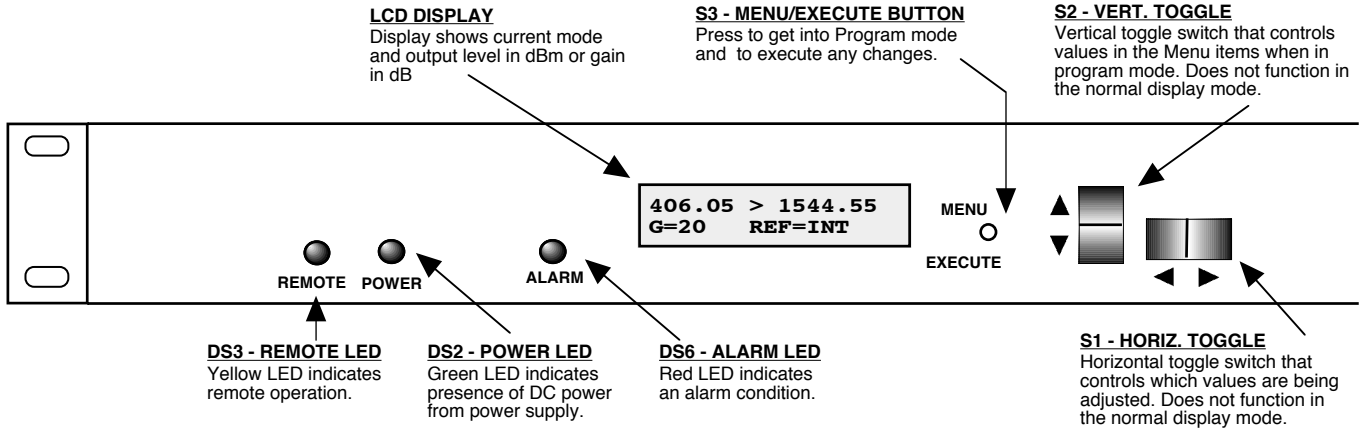 LCD DISPLAY
Display shows current mode
and output level in dBm or gain
in dB
S3 - MENU/EXECUTE BUTTON
Press to get into Program mode
and to execute any changes.
S2 - VERT. TOGGLE
Vertical toggle switch that controls
values in the Menu items when in
program mode. Does not function in
the normal display mode.
406.05 > 1544.55
G=20 REF=INT
MENU
EXECUTE
REMOTE
POWER
ALARM
DS3 - REMOTE LED
Yellow LED indicates
remote operation.
DS2 - POWER LED
Green LED indicates
presence of DC power
from power supply.
DS6 - ALARM LED
Red LED indicates
an alarm condition.
S1 - HORIZ. TOGGLE
Horizontal toggle switch that
controls which values are being
adjusted. Does not function in
the normal display mode.